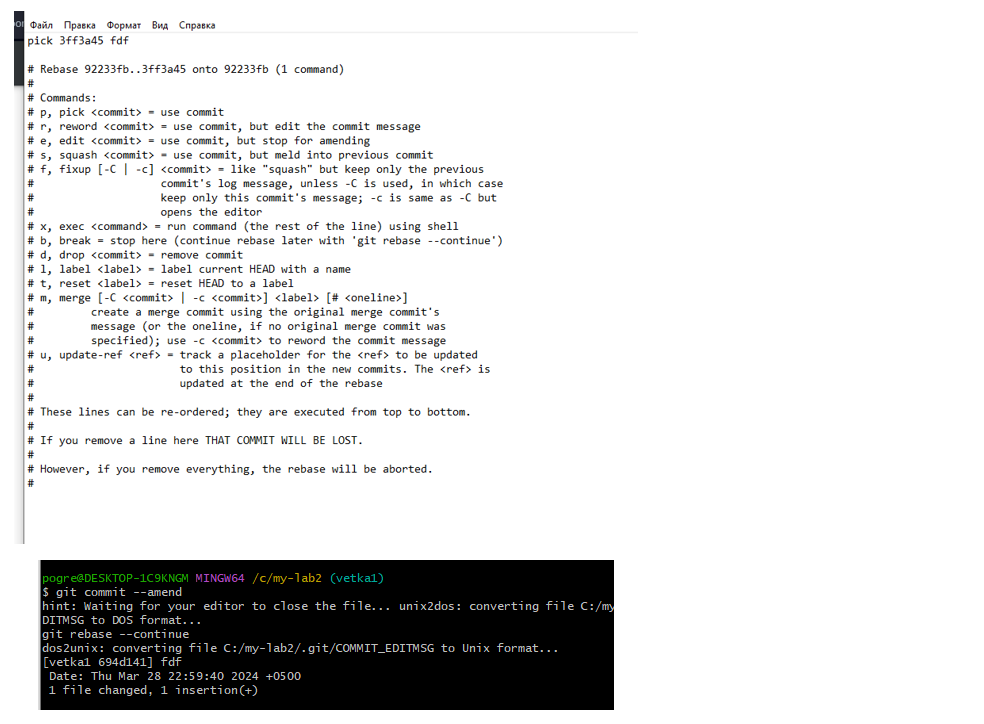 Файл Правка Формат Вид Справка
pick 3ff3a45 fdf
# Rebase 92233fb..3ff3a45 onto 92233fb (1 command)
#
# Commands:
# p, pick <commit> = use commit
# r, reword <commit> = use commit, but edit the commit message
# e, edit <commit> = use commit, but stop for amending
# s, squash <commit> = use commit, but meld into previous commit
# f, fixup [-C | -c] <commit> = like "squash" but keep only the previous
#                    commit's log message, unless -C is used, in which case
#                    keep only this commit's message; -c is same as -C but
#                    opens the editor
# x, exec <command> = run command (the rest of the line) using shell
# b, break = stop here (continue rebase later with 'git rebase --continue')
# d, drop <commit> = remove commit
# l, label <label> = label current HEAD with a name
# t, reset <label> = reset HEAD to a label
# m, merge [-C <commit> | -c <commit>] <label> [# <oneline>]
#         create a merge commit using the original merge commit's
#         message (or the oneline, if no original merge commit was
#         specified); use -c <commit> to reword the commit message
# u, update-ref <ref> = track a placeholder for the <ref> to be updated
#                       to this position in the new commits. The <ref> is
#                       updated at the end of the rebase
#
# These lines can be re-ordered; they are executed from top to bottom.
#
# If you remove a line here THAT COMMIT WILL BE LOST.
#
# However, if you remove everything, the rebase will be aborted.
#
pogre@DESKTOP-1C9KNGM MINGW64 /c/my-lab2 (vetka1)
$ git commit --amend
hint: Waiting for your editor to close the file... unix2dos: converting file C:/my
DITMSG to DOS format...
git rebase --continue
dos2unix: converting file C:/my-lab2/.git/COMMIT_EDITMSG to Unix format...
[vetka1 694d141] fdf
 Date: Thu Mar 28 22:59:40 2024 +0500
 1 file changed, 1 insertion(+)